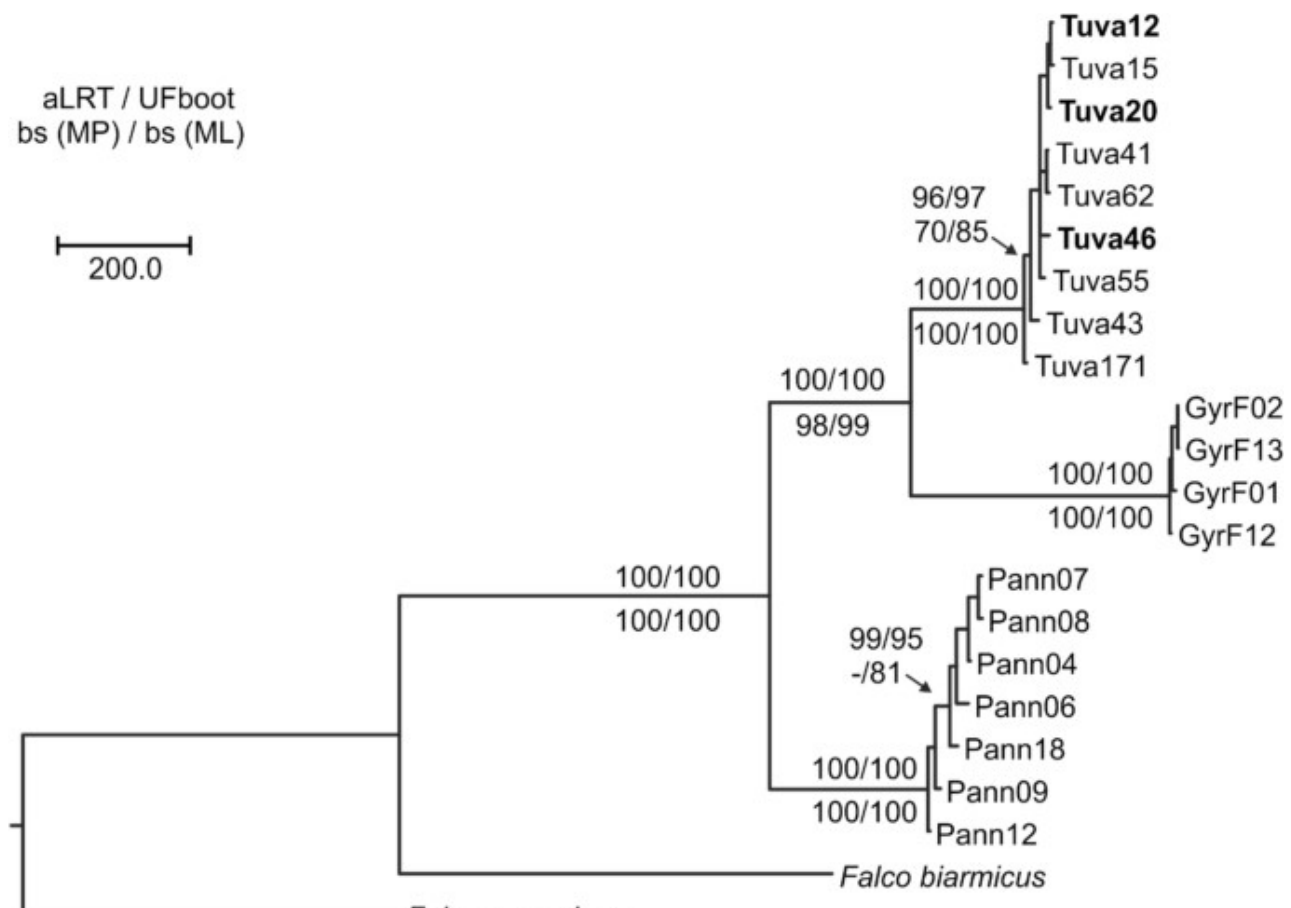 aLRT / UFboot
bs (MP) / bs (ML)
200.0
Tuva12
Tuva15
Tuva20
Tuva41
96/97
Tuva62
70/85
Tuva46
Tuva55
100/100
Tuva43
100/100
Tuva171
100/100
GyrF02
98/99
GyrF13
100/100
GyrF01
100/100
GyrF12
100/100
Pann07
100/100
Pann08
99/95
Pann04
-/81
Pann06
Pann18
100/100
Pann09
100/100
Pann12
Falco biarmicus